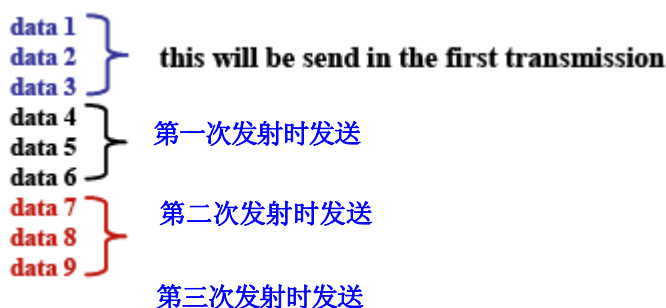 data 1
data 2 this will be send in the first transmission
data 3
data 4
data 5 第一次发射时发送
data 6
data 7 第二次发射时发送
data 8
data 9
第三次发射时发送